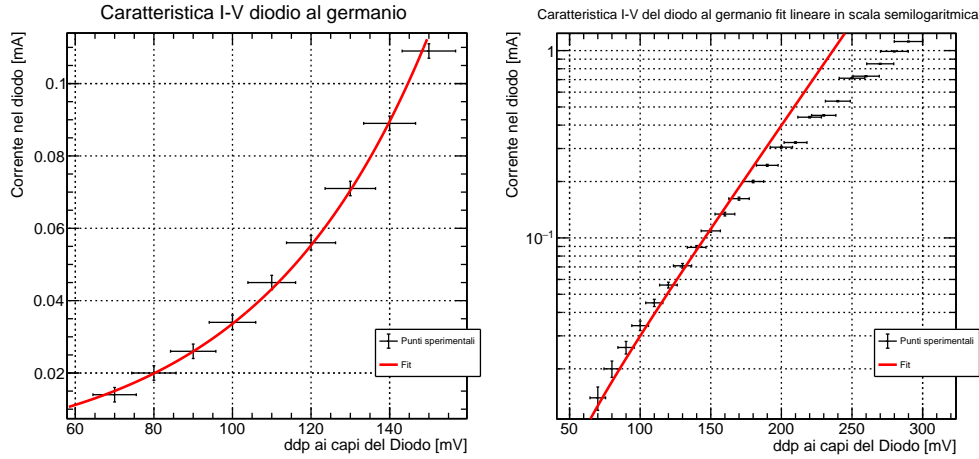 Caratteristica I-V diodio al germanio
Corrente nel diodo [mA]
0.1
0.08
0.06
0.04
0.02
60 80 100 120 140
ddp ai capi del Diodo [mV]
Punti sperimentali
Fit
Caratteristica I-V del diodo al germanio fit lineare in scala semilogaritmica
Corrente nel diodo [mA]
1
10⁻¹
50 100 150 200 250 300
ddp ai capi del Diodo [mV]
Punti sperimentali
Fit